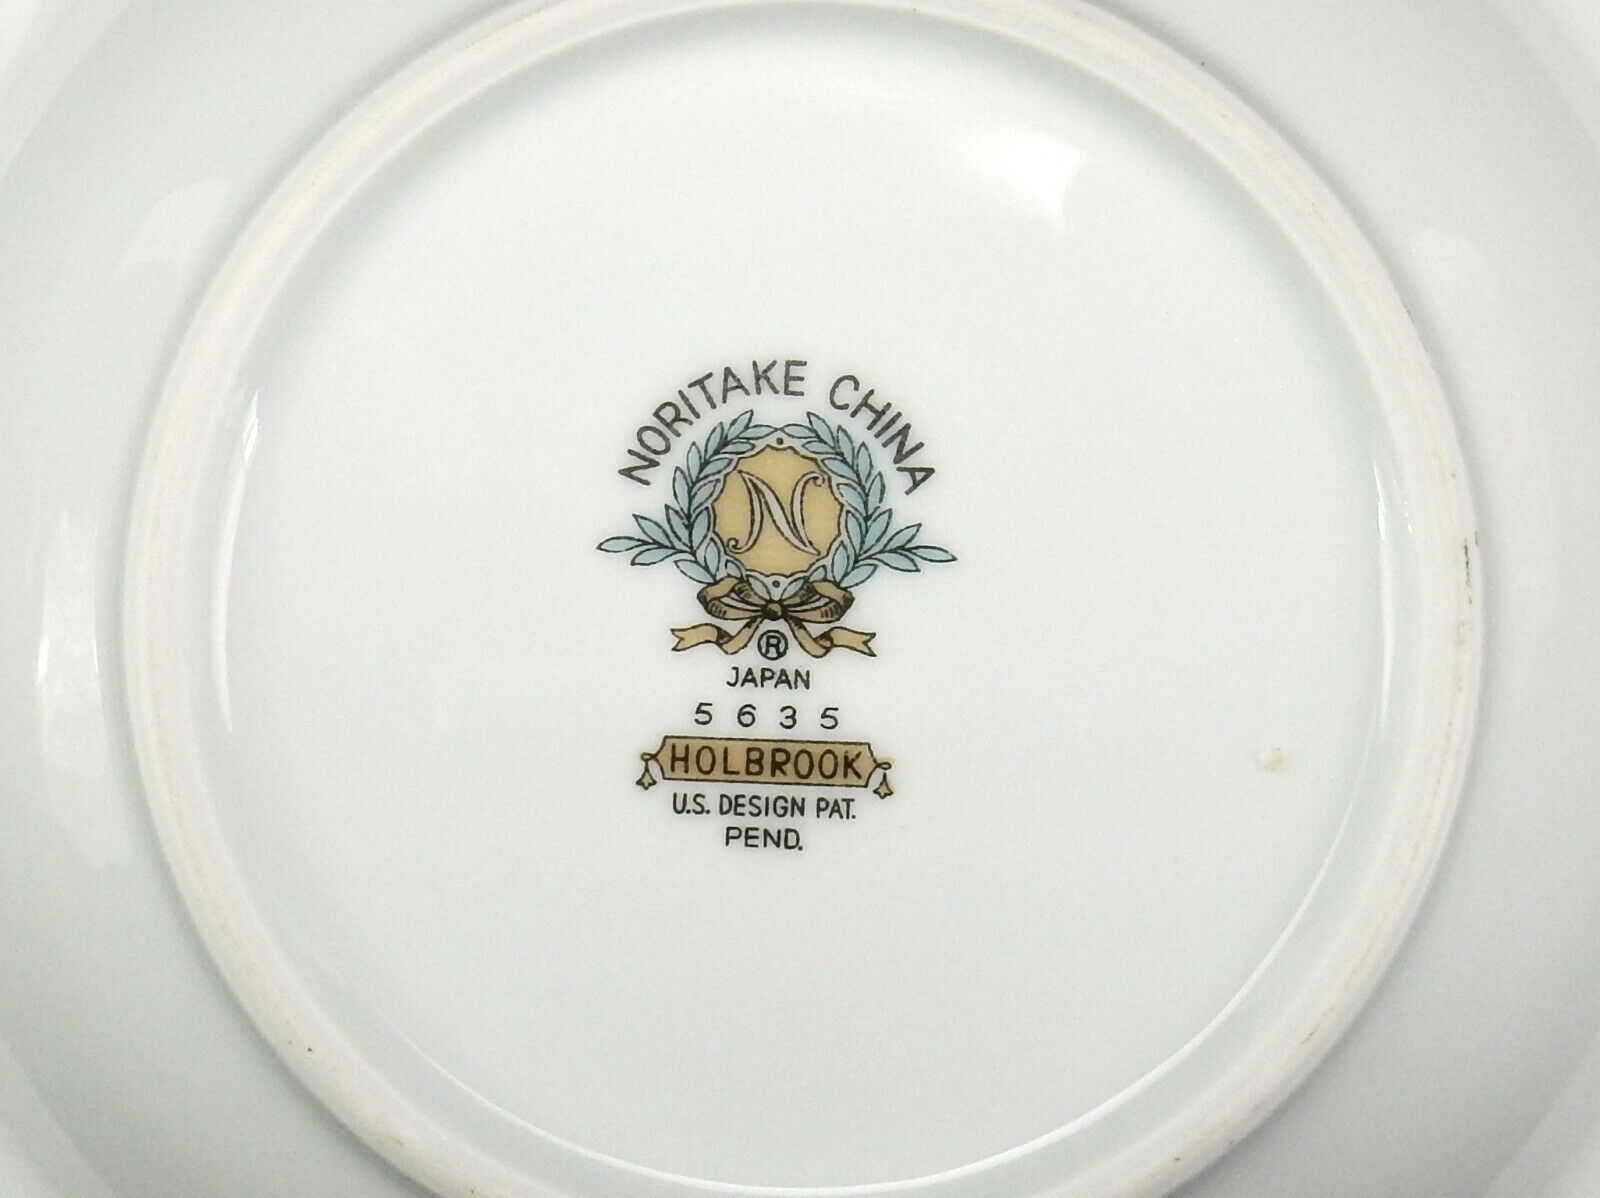 NORITAKE CHINA
N
®
JAPAN
5635
HOLBROOK
U.S. DESIGN PAT.
PEND.